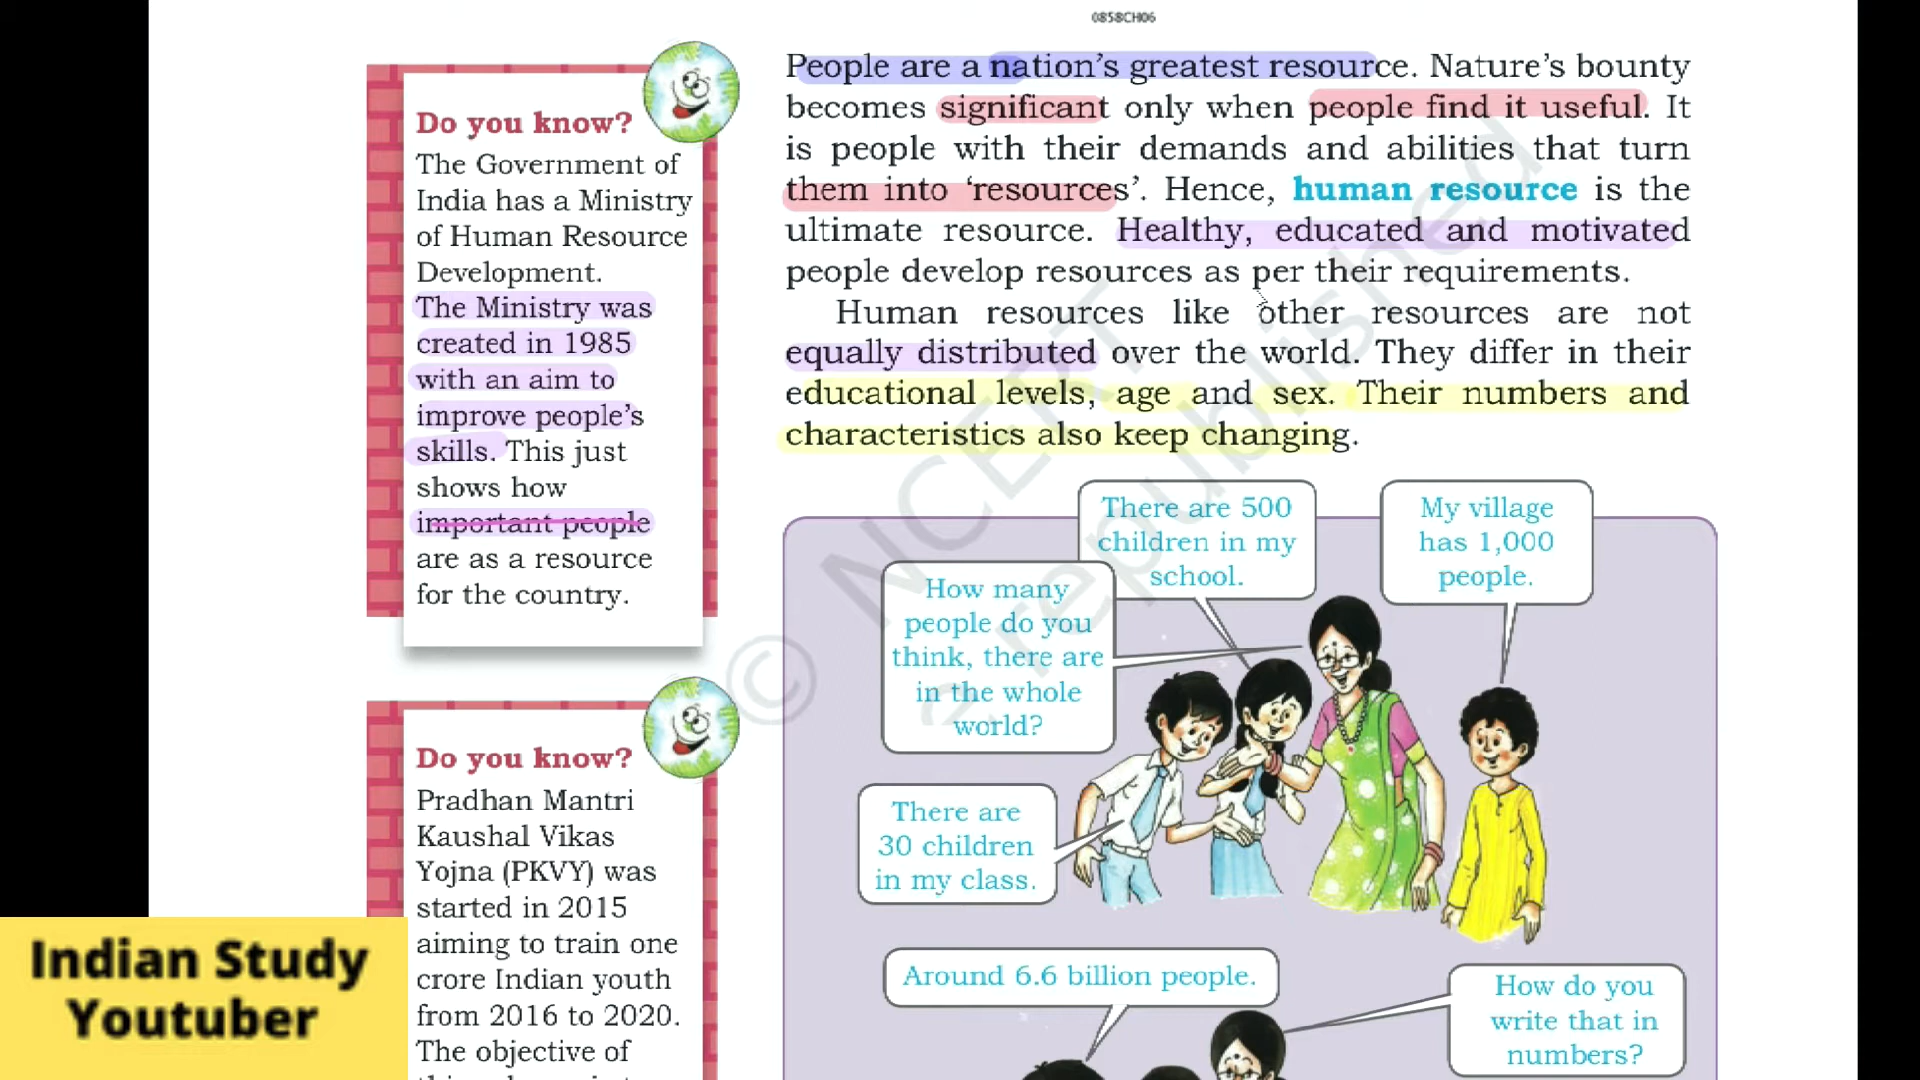 0858CH06
Do you know?
The Government of
India has a Ministry
of Human Resource
Development.
The Ministry was
created in 1985
with an aim to
improve people's
skills. This just
shows how
important people
are as a resource
for the country.
Do you know?
Pradhan Mantri
Kaushal Vikas
Yojna (PKVY) was
started in 2015
aiming to train one
crore Indian youth
from 2016 to 2020.
The objective of
People are a nation's greatest resource. Nature's bounty
becomes significant only when people find it useful. It
is people with their demands and abilities that turn
them into 'resources'. Hence, human resource is the
ultimate resource. Healthy, educated and motivated
people develop resources as per their requirements.
Human resources like other resources are not
equally distributed over the world. They differ in their
educational levels, age and sex. Their numbers and
characteristics also keep changing.
There are 500
children in my
school.
My village
has 1,000
people.
How many
people do you
think, there are
in the whole
world?
There are
30 children
in my class.
Around 6.6 billion people.
How do you
write that in
numbers?
© NCERT
republished
Indian Study
Youtuber